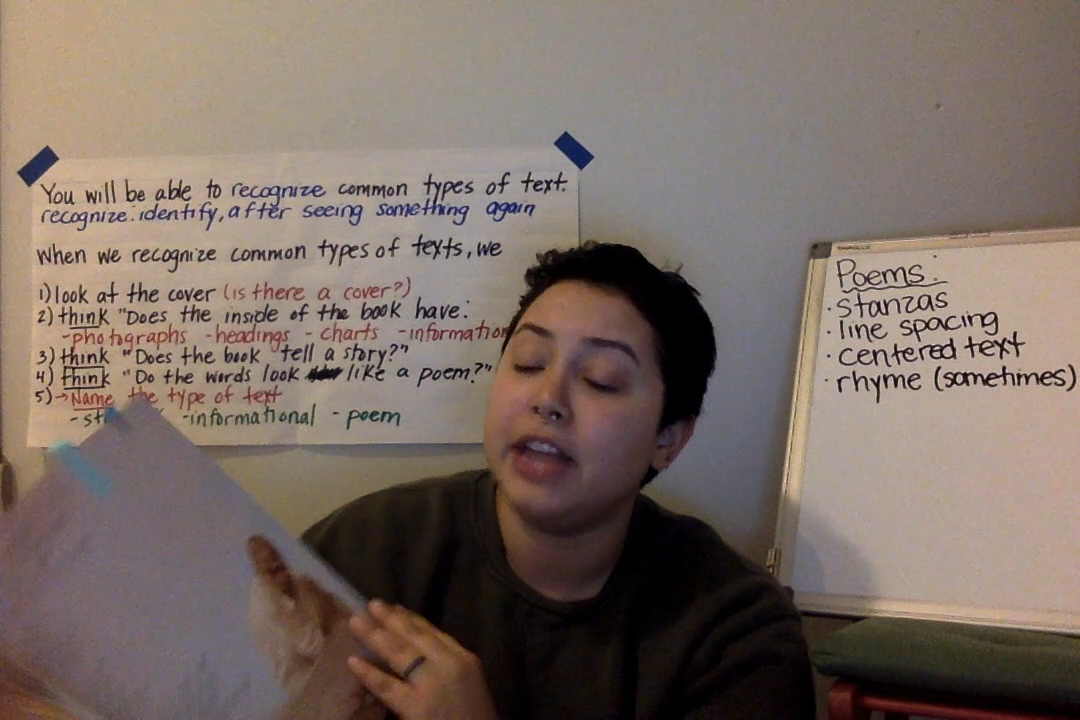 You will be able to recognize common types of text.
recognize: identify, after seeing something again
When we recognize common types of texts, we
1) look at the cover (is there a cover?)
2) think "Does the inside of the book have:
-photographs -headings - charts -information
3) think "Does the book tell a story?"
4) think "Do the words look like a poem?"
5) → Name the type of text
-informational - poem
Poems:
· stanzas
· line spacing
· centered text
· rhyme (sometimes)